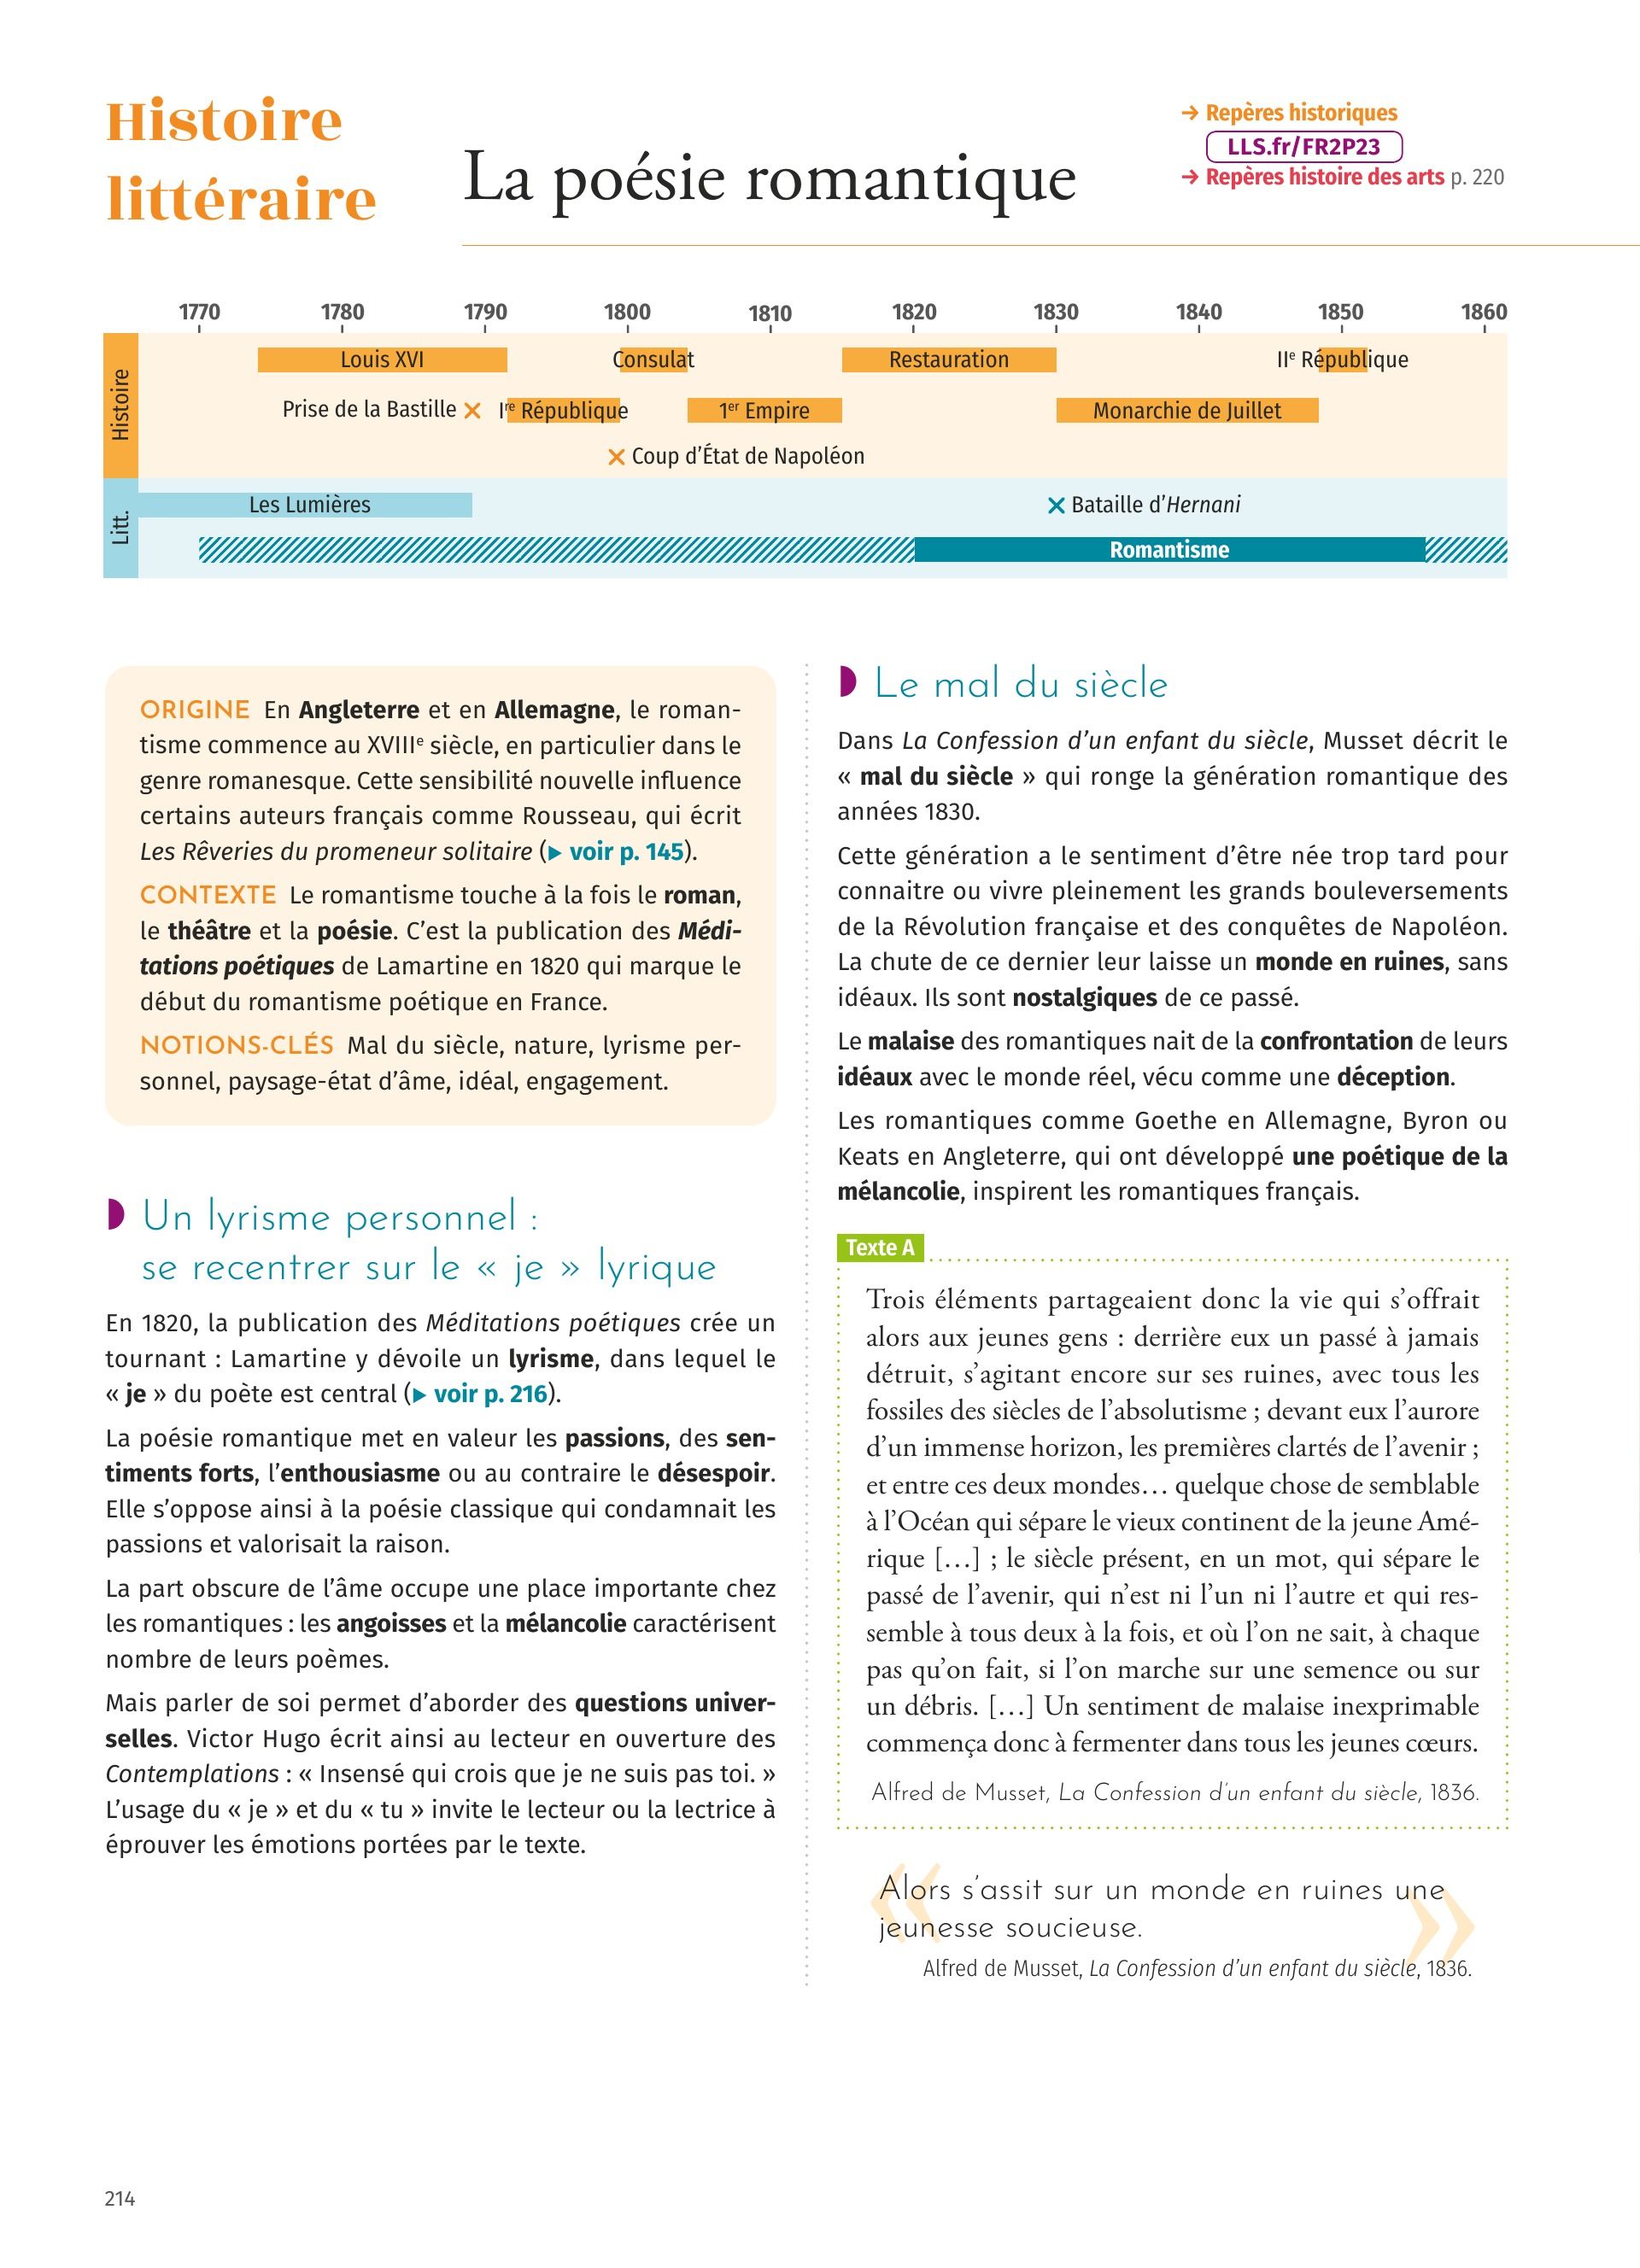 Histoire
littéraire
La poésie romantique
→ Repères historiques
LLS.fr/FR2P23
→ Repères histoire des arts p. 220
1770 1780 1790 1800 1810 1820 1830 1840 1850 1860
Histoire
Louis XVI Consulat Restauration IIe République
Prise de la Bastille × Ire République 1er Empire Monarchie de Juillet
× Coup d’État de Napoléon
Litt.
Les Lumières × Bataille d’Hernani
Romantisme
ORIGINE En Angleterre et en Allemagne, le roman-
tisme commence au XVIIIe siècle, en particulier dans le
genre romanesque. Cette sensibilité nouvelle influence
certains auteurs français comme Rousseau, qui écrit
Les Rêveries du promeneur solitaire (▶ voir p. 145).
CONTEXTE Le romantisme touche à la fois le roman,
le théâtre et la poésie. C’est la publication des Médi-
tations poétiques de Lamartine en 1820 qui marque le
début du romantisme poétique en France.
NOTIONS-CLÉS Mal du siècle, nature, lyrisme per-
sonnel, paysage-état d’âme, idéal, engagement.
Un lyrisme personnel :
se recentrer sur le « je » lyrique
En 1820, la publication des Méditations poétiques crée un
tournant : Lamartine y dévoile un lyrisme, dans lequel le
« je » du poète est central (▶ voir p. 216).
La poésie romantique met en valeur les passions, des sen-
timents forts, l’enthousiasme ou au contraire le désespoir.
Elle s’oppose ainsi à la poésie classique qui condamnait les
passions et valorisait la raison.
La part obscure de l’âme occupe une place importante chez
les romantiques : les angoisses et la mélancolie caractérisent
nombre de leurs poèmes.
Mais parler de soi permet d’aborder des questions univer-
selles. Victor Hugo écrit ainsi au lecteur en ouverture des
Contemplations : « Insensé qui crois que je ne suis pas toi. »
L’usage du « je » et du « tu » invite le lecteur ou la lectrice à
éprouver les émotions portées par le texte.
Le mal du siècle
Dans La Confession d’un enfant du siècle, Musset décrit le
« mal du siècle » qui ronge la génération romantique des
années 1830.
Cette génération a le sentiment d’être née trop tard pour
connaitre ou vivre pleinement les grands bouleversements
de la Révolution française et des conquêtes de Napoléon.
La chute de ce dernier leur laisse un monde en ruines, sans
idéaux. Ils sont nostalgiques de ce passé.
Le malaise des romantiques nait de la confrontation de leurs
idéaux avec le monde réel, vécu comme une déception.
Les romantiques comme Goethe en Allemagne, Byron ou
Keats en Angleterre, qui ont développé une poétique de la
mélancolie, inspirent les romantiques français.
Texte A
Trois éléments partageaient donc la vie qui s’offrait
alors aux jeunes gens : derrière eux un passé à jamais
détruit, s’agitant encore sur ses ruines, avec tous les
fossiles des siècles de l’absolutisme ; devant eux l’aurore
d’un immense horizon, les premières clartés de l’avenir ;
et entre ces deux mondes… quelque chose de semblable
à l’Océan qui sépare le vieux continent de la jeune Amé-
rique […] ; le siècle présent, en un mot, qui sépare le
passé de l’avenir, qui n’est ni l’un ni l’autre et qui res-
semble à tous deux à la fois, et où l’on ne sait, à chaque
pas qu’on fait, si l’on marche sur une semence ou sur
un débris. […] Un sentiment de malaise inexprimable
commença donc à fermenter dans tous les jeunes cœurs.
Alfred de Musset, La Confession d’un enfant du siècle, 1836.
« Alors s’assit sur un monde en ruines une
jeunesse soucieuse. »
Alfred de Musset, La Confession d’un enfant du siècle, 1836.
214